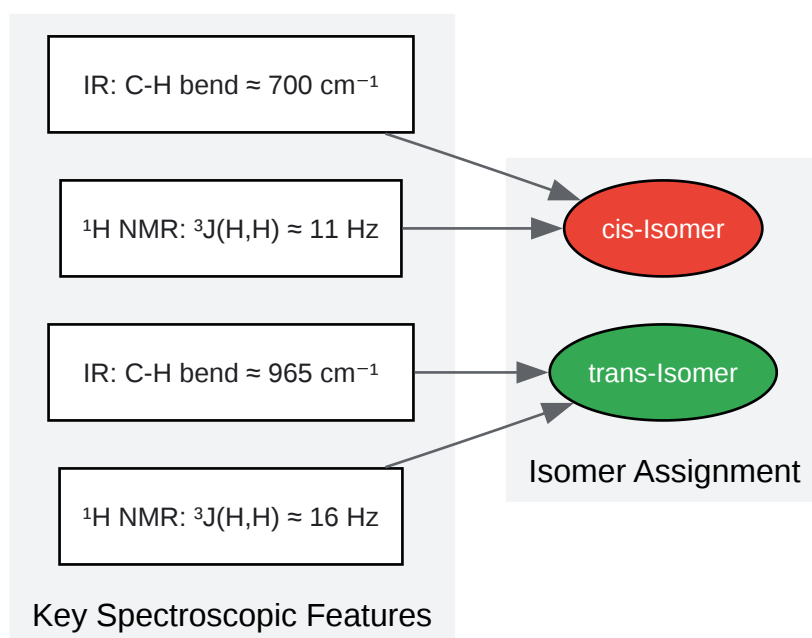 IR: C-H bend ≈ 700 cm⁻¹
¹H NMR: ³J(H,H) ≈ 11 Hz
IR: C-H bend ≈ 965 cm⁻¹
¹H NMR: ³J(H,H) ≈ 16 Hz
Key Spectroscopic Features
cis-Isomer
trans-Isomer
Isomer Assignment